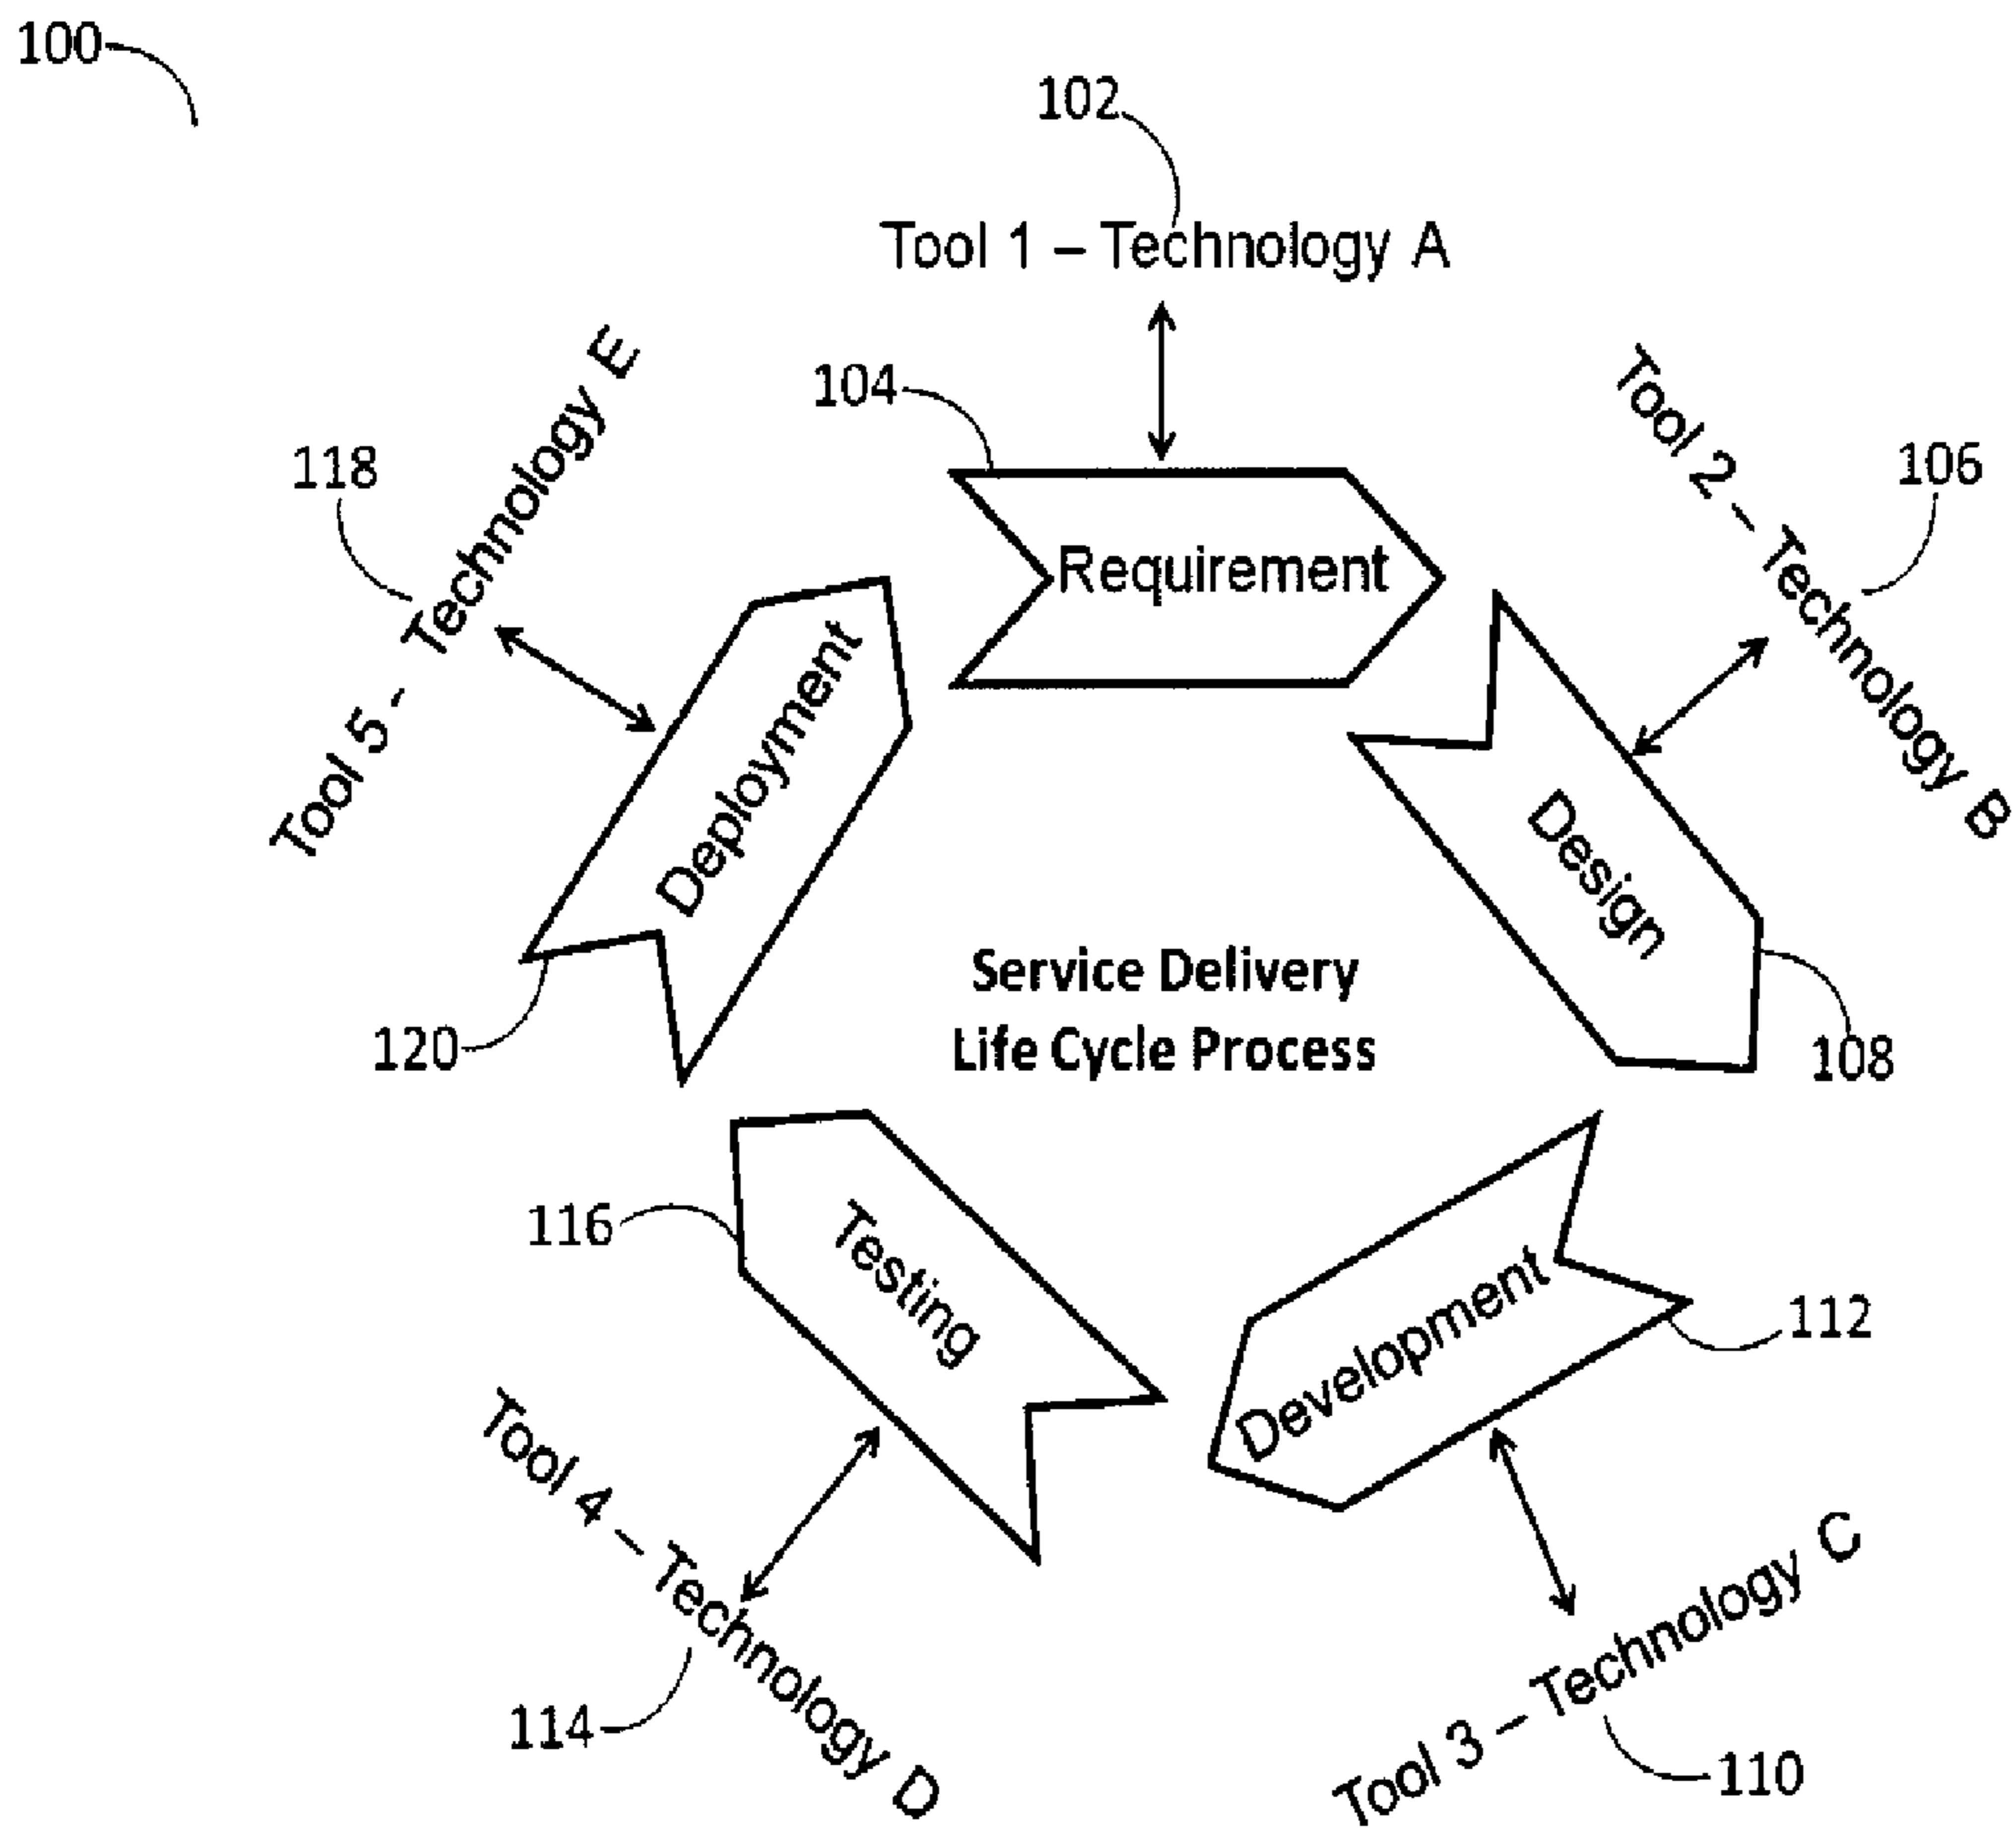 100
102
Tool 1 – Technology A
104
Requirement
Tool 2 – Technology B
106
Design
108
118
Tool 5 - Technology E
Deployment
120
Service Delivery
Life Cycle Process
116
Testing
Development
112
Tool 4 – Technology D
114
Tool 3 – Technology C
110